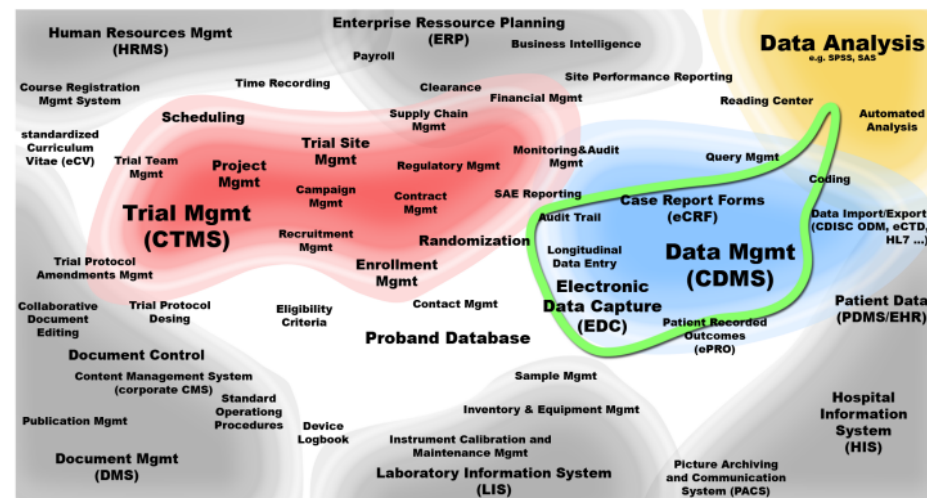 Human Resources Mgmt
(HRMS)
Enterprise Ressource Planning
(ERP)
Payroll
Business Intelligence
Data Analysis
e.g. SPSS, SAS
Course Registration
Mgmt System
Time Recording
Clearance
Site Performance Reporting
Financial Mgmt
Reading Center
Scheduling
Supply Chain
Mgmt
Automated
Analysis
standardized
Curriculum
Vitae (eCV)
Trial Team
Mgmt
Project
Mgmt
Trial Site
Mgmt
Regulatory Mgmt
Monitoring&Audit
Mgmt
Query Mgmt
Coding
Campaign
Mgmt
Contract
Mgmt
SAE Reporting
Case Report Forms
(eCRF)
Trial Mgmt
(CTMS)
Audit Trail
Data Import/Export
(CDISC ODM, eCTD,
HL7 ...)
Recruitment
Mgmt
Randomization
Longitudinal
Data Entry
Data Mgmt
(CDMS)
Trial Protocol
Amendments Mgmt
Enrollment
Mgmt
Electronic
Data Capture
(EDC)
Collaborative
Document
Editing
Trial Protocol
Desing
Eligibility
Criteria
Contact Mgmt
Patient Data
(PDMS/EHR)
Proband Database
Patient Recorded
Outcomes
(ePRO)
Document Control
Content Management System
(corporate CMS)
Sample Mgmt
Publication Mgmt
Standard
Operationg
Procedures
Device
Logbook
Inventory & Equipment Mgmt
Hospital
Information
System
(HIS)
Instrument Calibration and
Maintenance Mgmt
Document Mgmt
(DMS)
Laboratory Information System
(LIS)
Picture Archiving
and Communication
System (PACS)